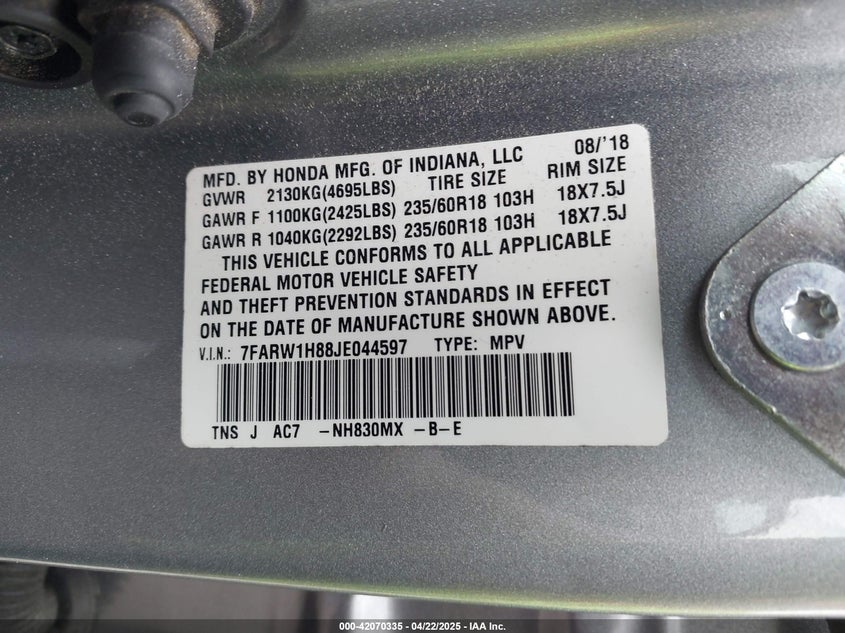 MFD. BY HONDA MFG. OF INDIANA, LLC 08/'18
GVWR 2130KG(4695LBS) TIRE SIZE RIM SIZE
GAWR F 1100KG(2425LBS) 235/60R18 103H 18X7.5J
GAWR R 1040KG(2292LBS) 235/60R18 103H 18X7.5J
THIS VEHICLE CONFORMS TO ALL APPLICABLE
FEDERAL MOTOR VEHICLE SAFETY
AND THEFT PREVENTION STANDARDS IN EFFECT
ON THE DATE OF MANUFACTURE SHOWN ABOVE.
V.I.N.: 7FARW1H88JE044597 TYPE: MPV
TNS J AC7 -NH830MX -B-E
000-42070335 - 04/22/2025 - IAA Inc.